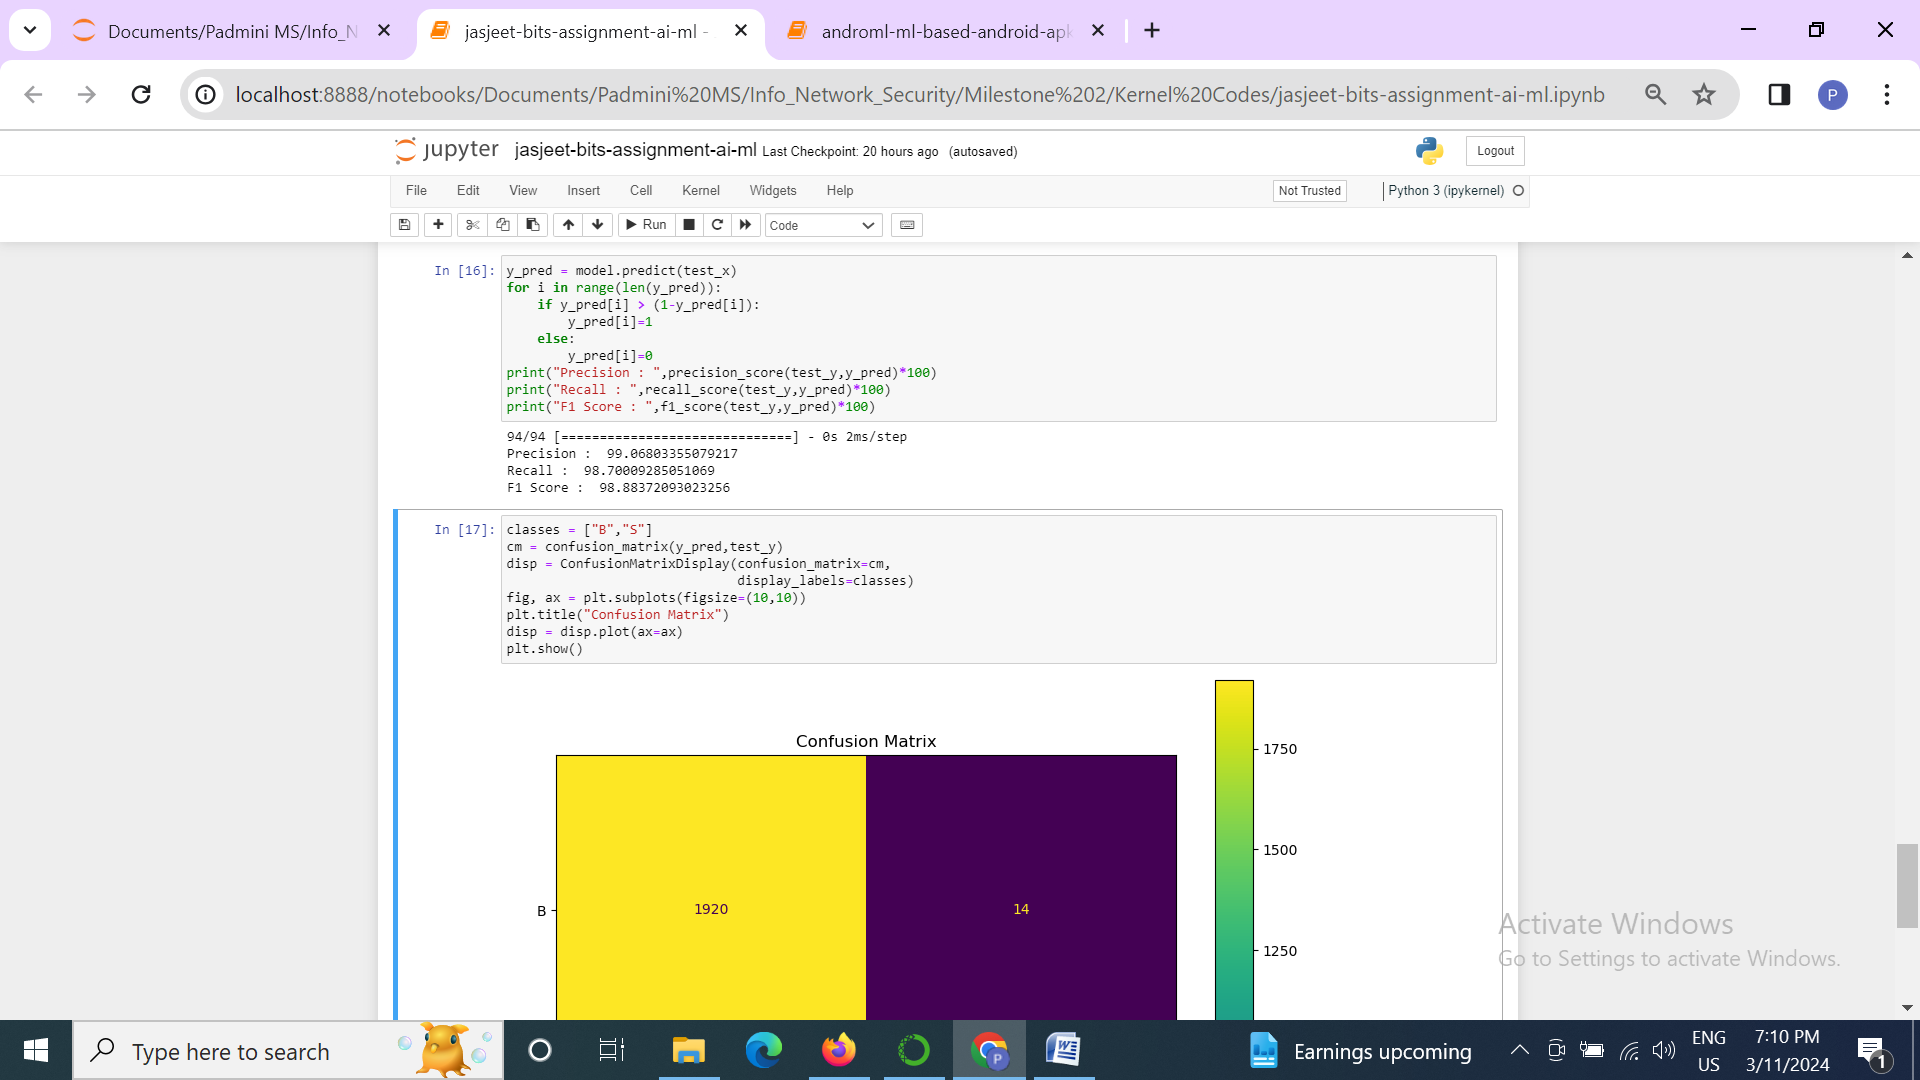 Documents/Padmini MS/Info_N
jasjeet-bits-assignment-ai-ml -
androml-ml-based-android-apk
localhost:8888/notebooks/Documents/Padmini%20MS/Info_Network_Security/Milestone%202/Kernel%20Codes/jasjeet-bits-assignment-ai-ml.ipynb
P
jupyter jasjeet-bits-assignment-ai-ml Last Checkpoint: 20 hours ago (autosaved)
Logout
File Edit View Insert Cell Kernel Widgets Help
Not Trusted
Python 3 (ipykernel)
Run
Code
In [16]:
y_pred = model.predict(test_x)
for i in range(len(y_pred)):
    if y_pred[i] > (1-y_pred[i]):
        y_pred[i]=1
    else:
        y_pred[i]=0
print("Precision : ",precision_score(test_y,y_pred)*100)
print("Recall : ",recall_score(test_y,y_pred)*100)
print("F1 Score : ",f1_score(test_y,y_pred)*100)
94/94 [==============================] - 0s 2ms/step
Precision :  99.06803355079217
Recall :  98.70009285051069
F1 Score :  98.88372093023256
In [17]:
classes = ["B","S"]
cm = confusion_matrix(y_pred,test_y)
disp = ConfusionMatrixDisplay(confusion_matrix=cm,
                              display_labels=classes)
fig, ax = plt.subplots(figsize=(10,10))
plt.title("Confusion Matrix")
disp = disp.plot(ax=ax)
plt.show()
Confusion Matrix
1750
1500
B
1920
14
1250
Activate Windows
Go to Settings to activate Windows.
Type here to search
P
Earnings upcoming
ENG
US
7:10 PM
3/11/2024
1